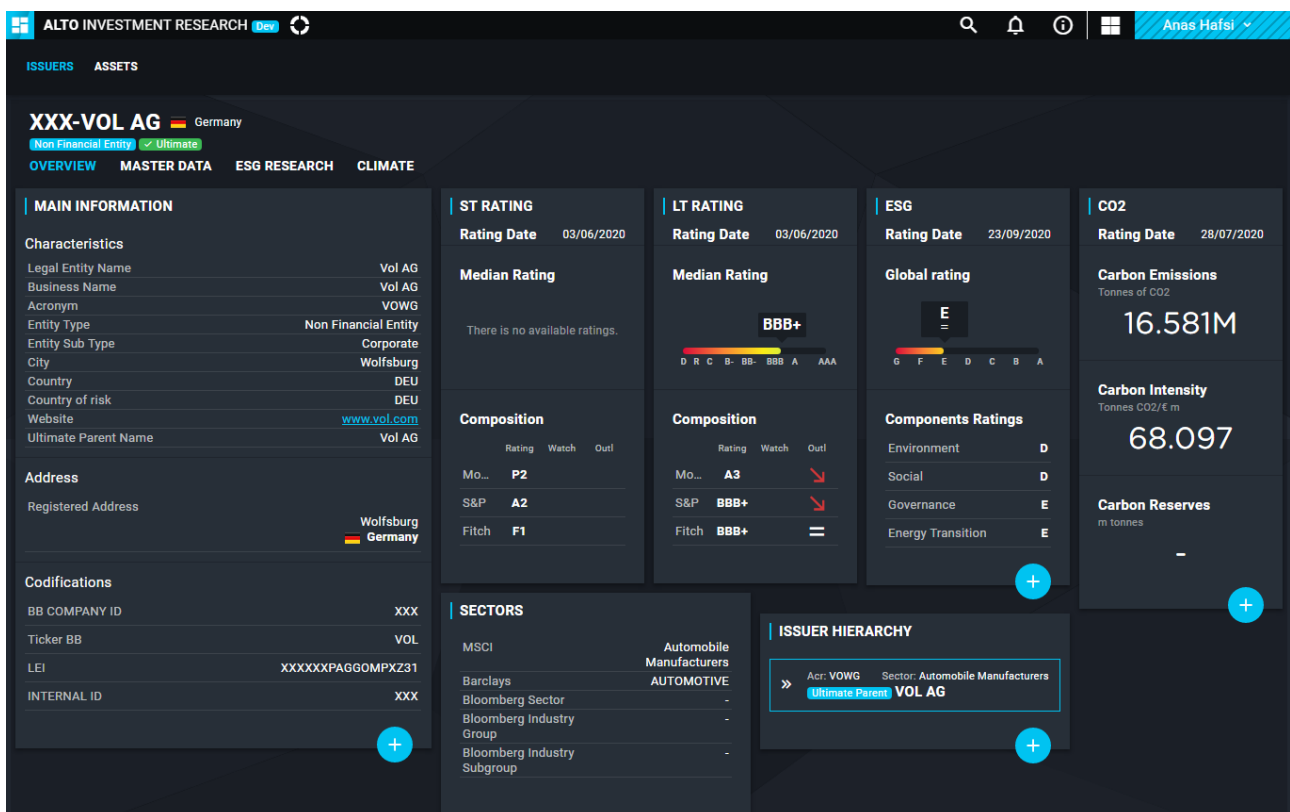 ALTO INVESTMENT RESEARCH Dev
Anas Hafsi
ISSUERS ASSETS
XXX-VOL AG Germany
Non Financial Entity ✓ Ultimate
OVERVIEW MASTER DATA ESG RESEARCH CLIMATE
MAIN INFORMATION
Characteristics
Legal Entity Name Vol AG
Business Name Vol AG
Acronym VOWG
Entity Type Non Financial Entity
Entity Sub Type Corporate
City Wolfsburg
Country DEU
Country of risk DEU
Website www.vol.com
Ultimate Parent Name Vol AG
Address
Registered Address
Wolfsburg
Germany
Codifications
BB COMPANY ID XXX
Ticker BB VOL
LEI XXXXXXPAGGOMPXZ31
INTERNAL ID XXX
+
ST RATING
Rating Date 03/06/2020
Median Rating
There is no available ratings.
Composition
Rating Watch Outl
Mo... P2
S&P A2
Fitch F1
LT RATING
Rating Date 03/06/2020
Median Rating
BBB+
D R C B- BB- BBB A AAA
Composition
Rating Watch Outl
Mo... A3
S&P BBB+
Fitch BBB+ =
ESG
Rating Date 23/09/2020
Global rating
E
=
G F E D C B A
Components Ratings
Environment D
Social D
Governance E
Energy Transition E
+
CO2
Rating Date 28/07/2020
Carbon Emissions
Tonnes of CO2
16.581M
Carbon Intensity
Tonnes CO2/€ m
68.097
Carbon Reserves
m tonnes
-
+
SECTORS
MSCI Automobile
Manufacturers
Barclays AUTOMOTIVE
Bloomberg Sector -
Bloomberg Industry -
Group
Bloomberg Industry -
Subgroup
ISSUER HIERARCHY
» Acr: VOWG Sector: Automobile Manufacturers
Ultimate Parent VOL AG
+